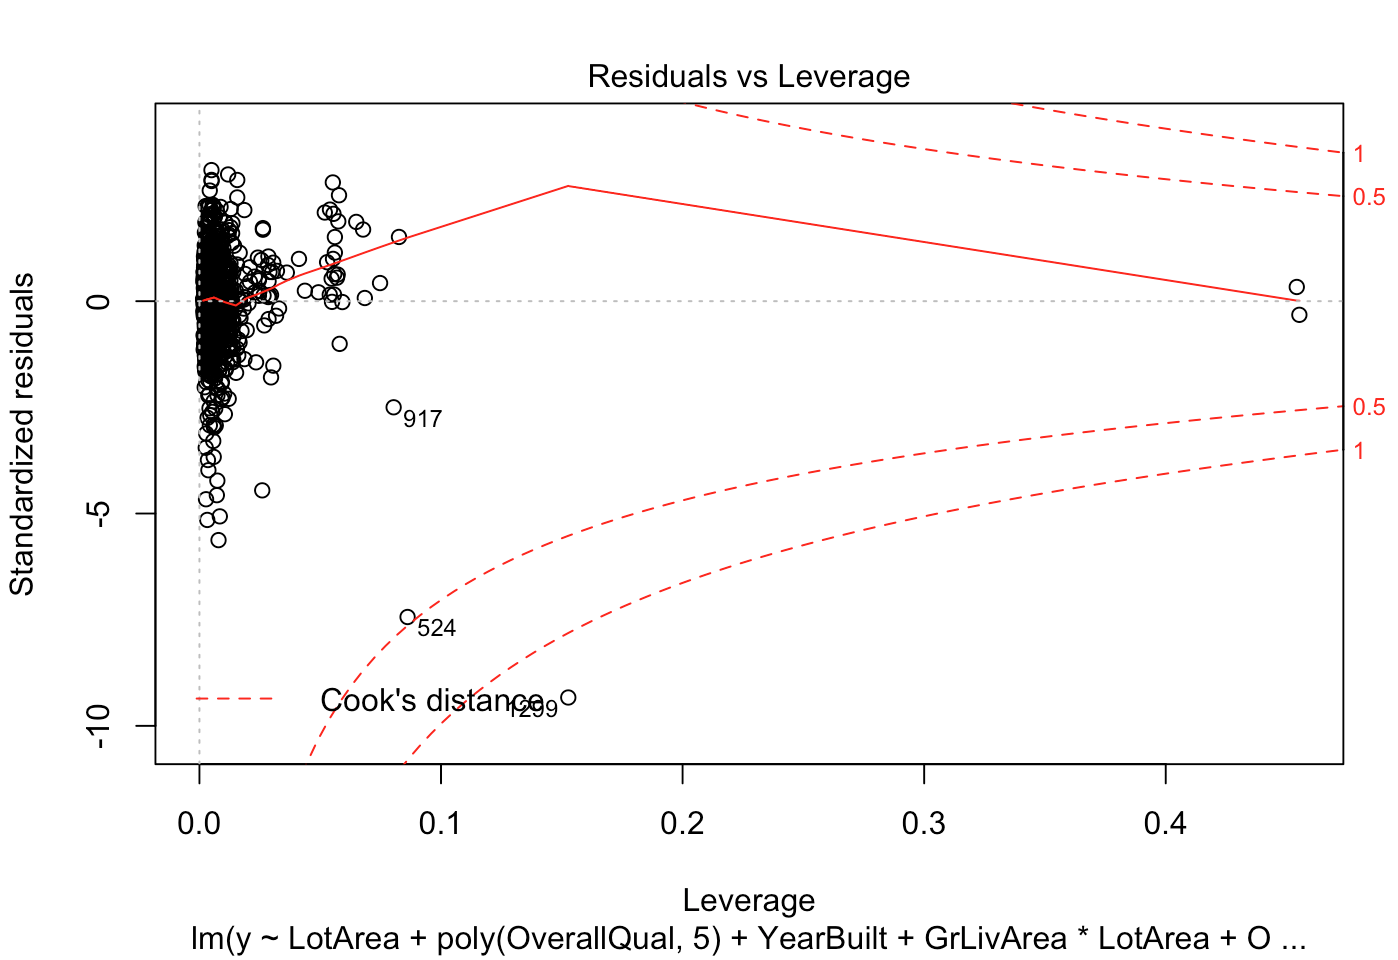 Residuals vs Leverage
Standardized residuals
0
-5
-10
1
0.5
0.5
1
917
524
1299
Cook's distance
0.0 0.1 0.2 0.3 0.4
Leverage
lm(y ~ LotArea + poly(OverallQual, 5) + YearBuilt + GrLivArea * LotArea + O ...